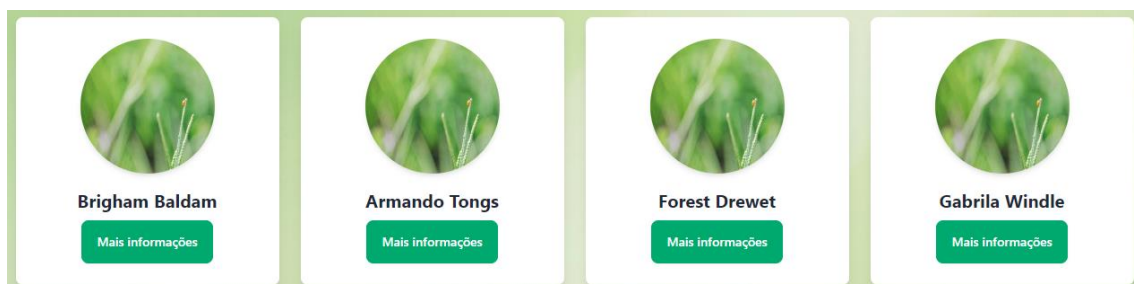 Brigham Baldam
Mais informações
Armando Tongs
Mais informações
Forest Drewet
Mais informações
Gabrila Windle
Mais informações